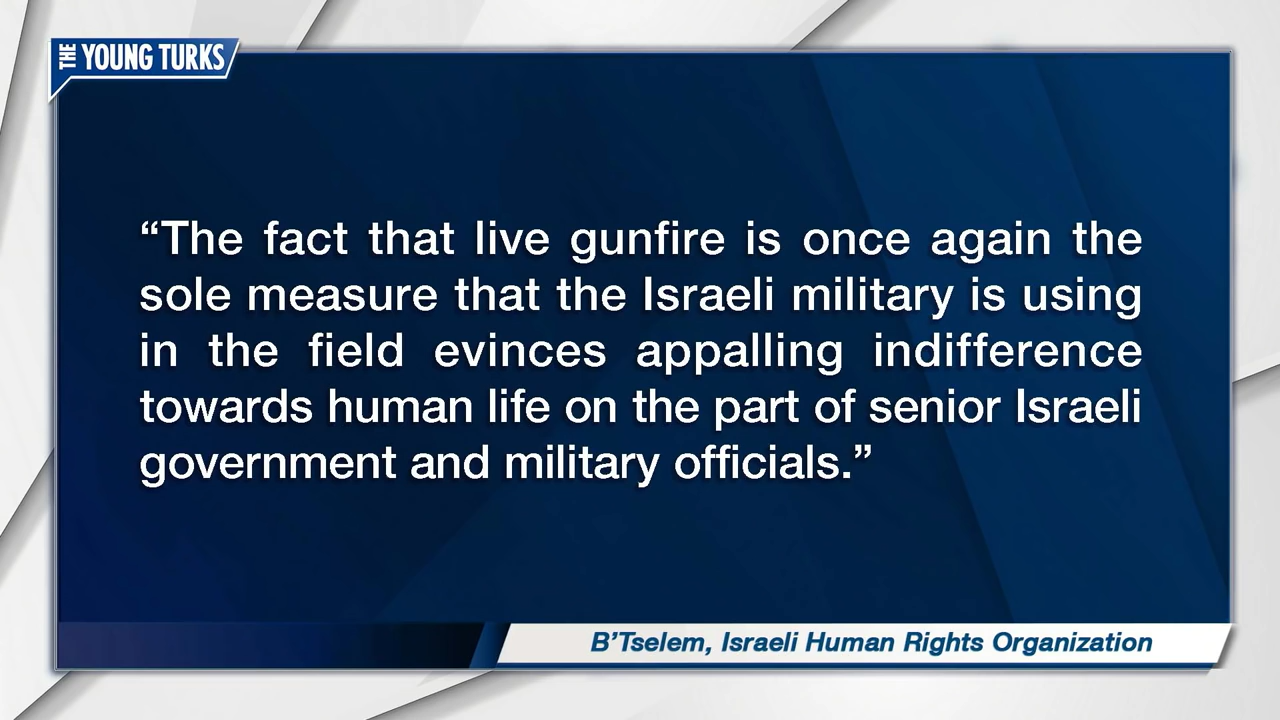 THE YOUNG TURKS
“The fact that live gunfire is once again the
sole measure that the Israeli military is using
in the field evinces appalling indifference
towards human life on the part of senior Israeli
government and military officials.”
B’Tselem, Israeli Human Rights Organization